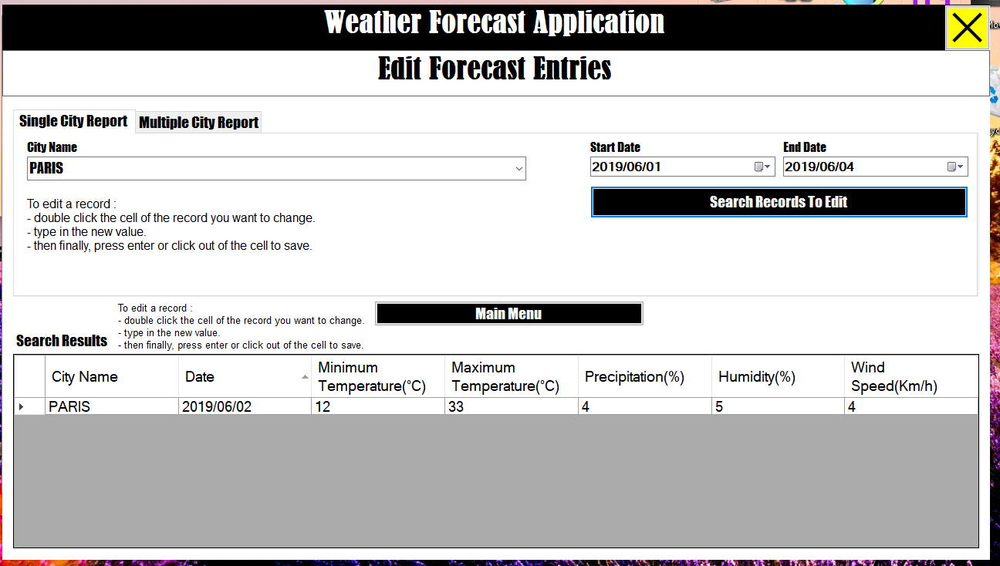 Weather Forecast Application
Edit Forecast Entries
Single City Report
Multiple City Report
City Name
Start Date
End Date
PARIS
2019/06/01
2019/06/04
Search Records To Edit
To edit a record :
- double click the cell of the record you want to change.
- type in the new value.
- then finally, press enter or click out of the cell to save.
Main Menu
To edit a record :
- double click the cell of the record you want to change.
- type in the new value.
- then finally, press enter or click out of the cell to save.
Search Results
City Name
Date
Minimum
Temperature(°C)
Maximum
Temperature(°C)
Precipitation(%)
Humidity(%)
Wind
Speed(Km/h)
PARIS
2019/06/02
12
33
4
5
4